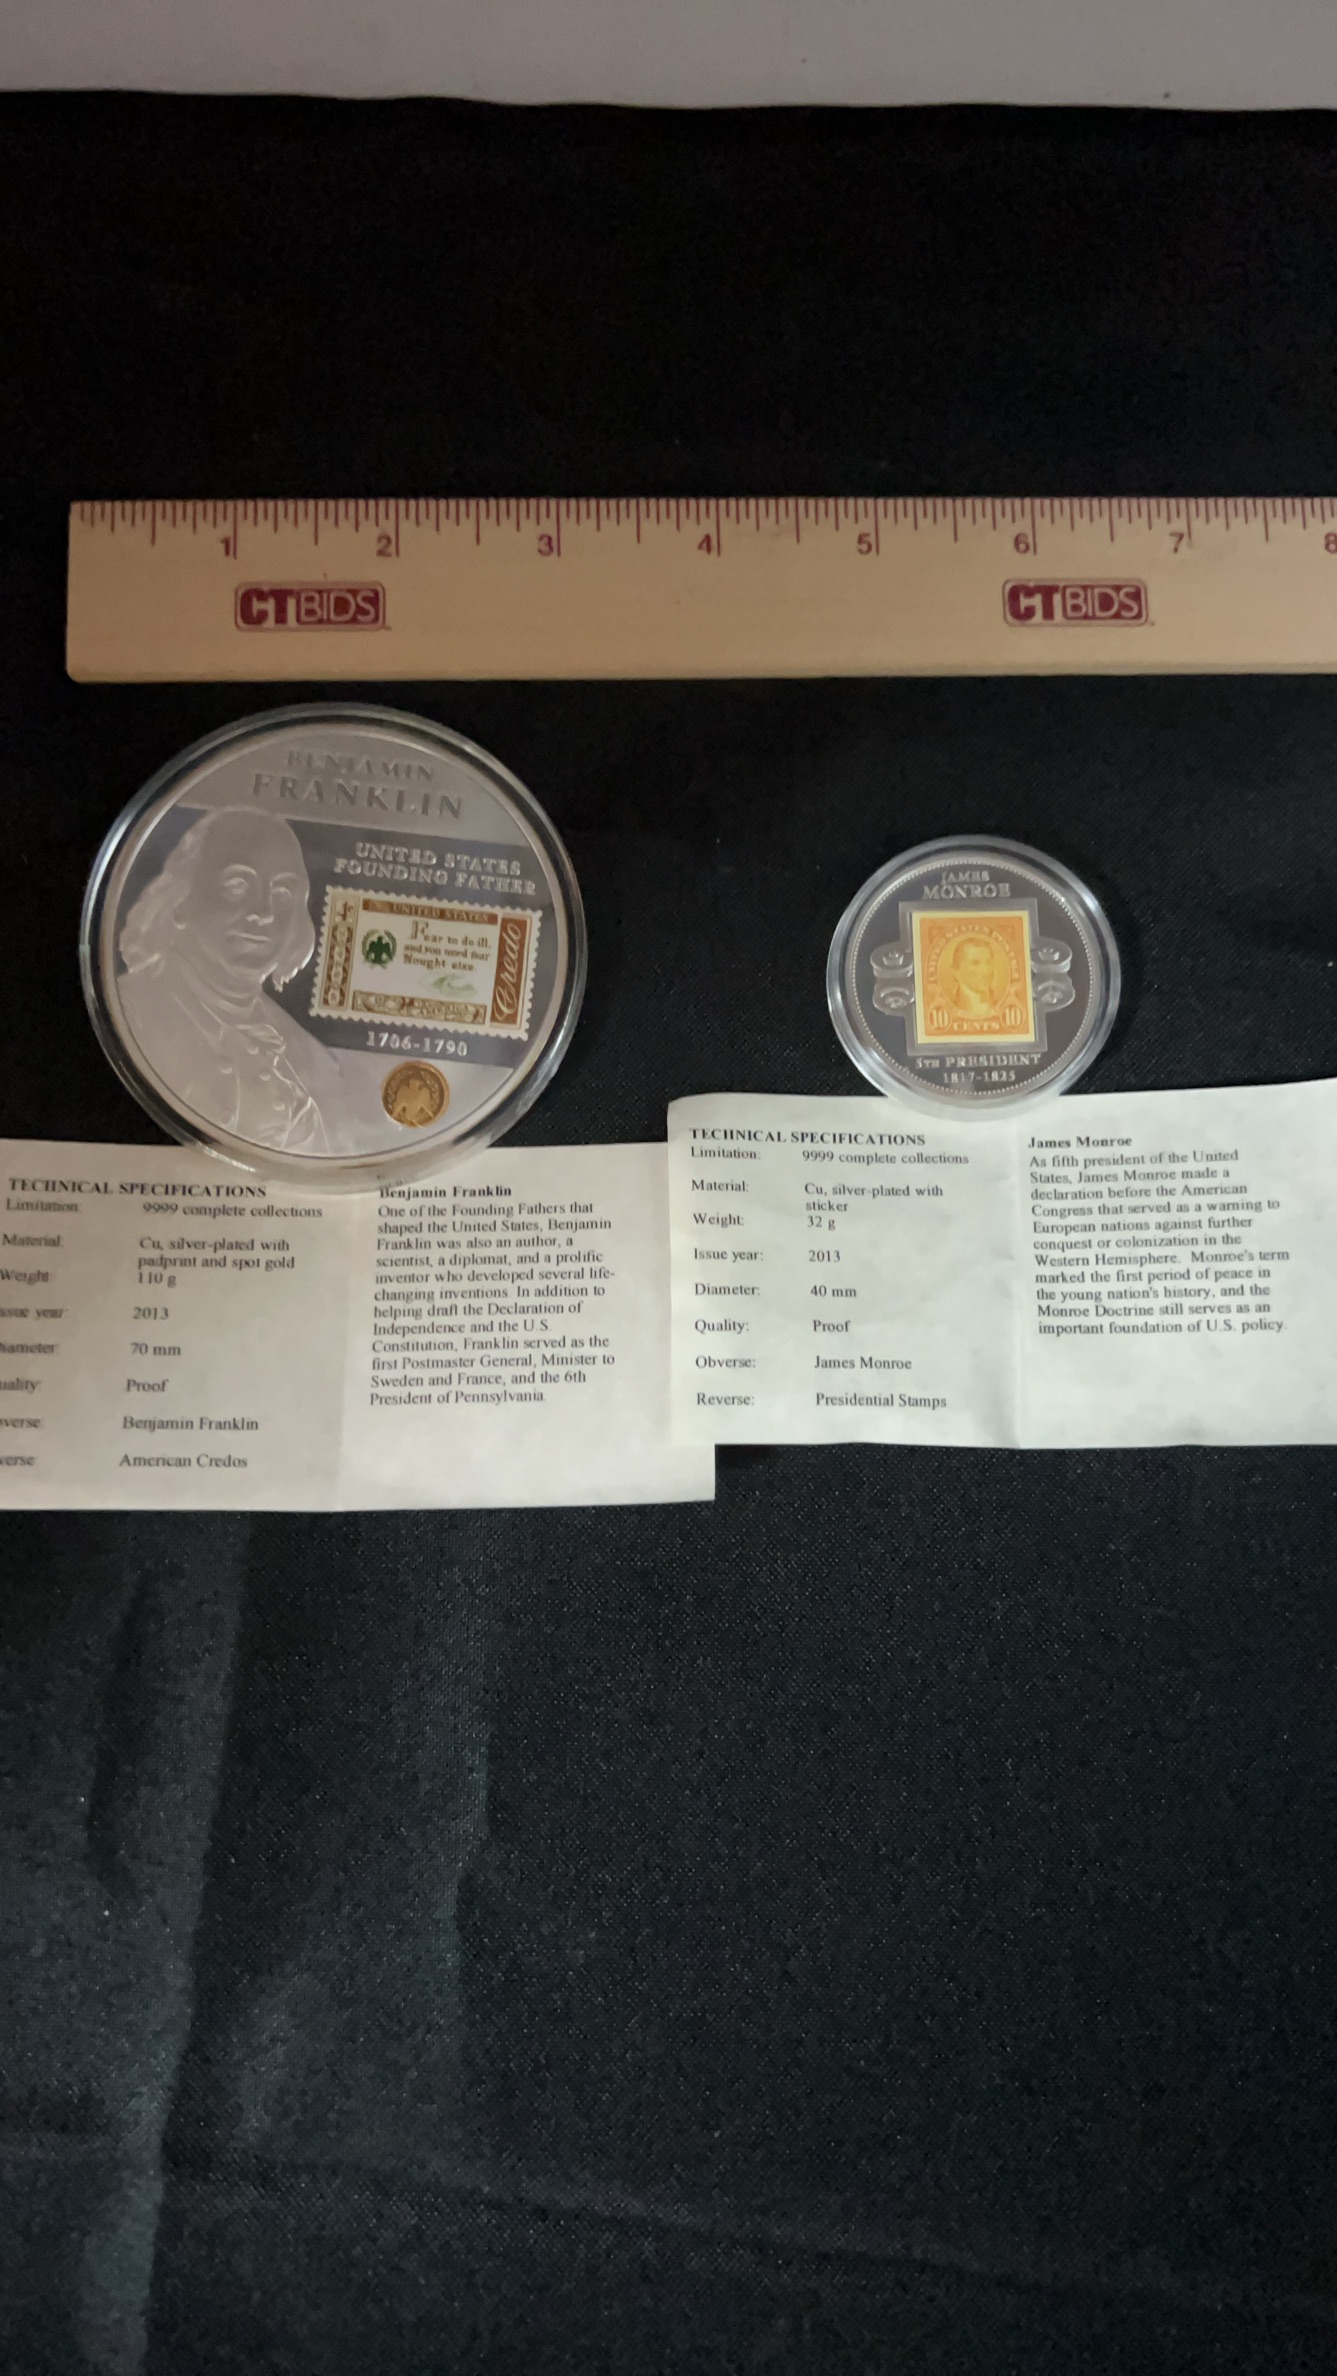 1 2 3 4 5 6 7 8
CTBIDS CTBIDS
BENJAMIN
FRANKLIN
UNITED STATES
FOUNDING FATHER
UNITED STATES
Fear to do ill,
and you need fear
Nought else.
Credo
1706-1790
JAMES
MONROE
10 CENTS 10
5TH PRESIDENT
1817-1825
TECHNICAL SPECIFICATIONS
Limitation: 9999 complete collections
Material: Cu, silver-plated with
padprint and spot gold
Weight: 110 g
ssue year: 2013
iameter: 70 mm
uality: Proof
verse: Benjamin Franklin
verse: American Credos
Benjamin Franklin
One of the Founding Fathers that
shaped the United States, Benjamin
Franklin was also an author, a
scientist, a diplomat, and a prolific
inventor who developed several life-
changing inventions. In addition to
helping draft the Declaration of
Independence and the U.S.
Constitution, Franklin served as the
first Postmaster General, Minister to
Sweden and France, and the 6th
President of Pennsylvania.
TECHNICAL SPECIFICATIONS
Limitation: 9999 complete collections
Material: Cu, silver-plated with
sticker
Weight: 32 g
Issue year: 2013
Diameter: 40 mm
Quality: Proof
Obverse: James Monroe
Reverse: Presidential Stamps
James Monroe
As fifth president of the United
States, James Monroe made a
declaration before the American
Congress that served as a warning to
European nations against further
conquest or colonization in the
Western Hemisphere. Monroe's term
marked the first period of peace in
the young nation's history, and the
Monroe Doctrine still serves as an
important foundation of U.S. policy.